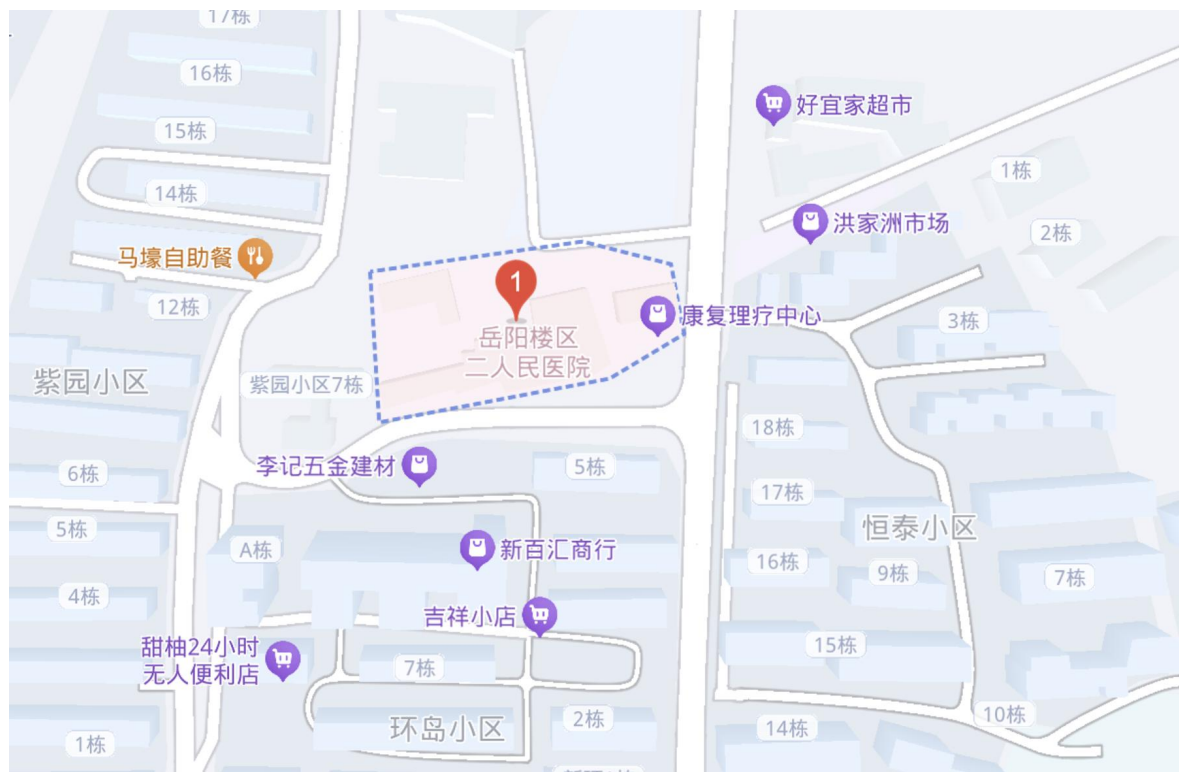 17栋
16栋
好宜家超市
15栋
1栋
14栋
洪家洲市场
2栋
马壕自助餐
1
12栋
康复理疗中心
3栋
岳阳楼区
二人民医院
紫园小区
紫园小区7栋
18栋
李记五金建材
5栋
6栋
17栋
恒泰小区
5栋
A栋
新百汇商行
16栋
9栋
7栋
4栋
吉祥小店
甜柚24小时
无人便利店
7栋
15栋
环岛小区
2栋
10栋
14栋
1栋